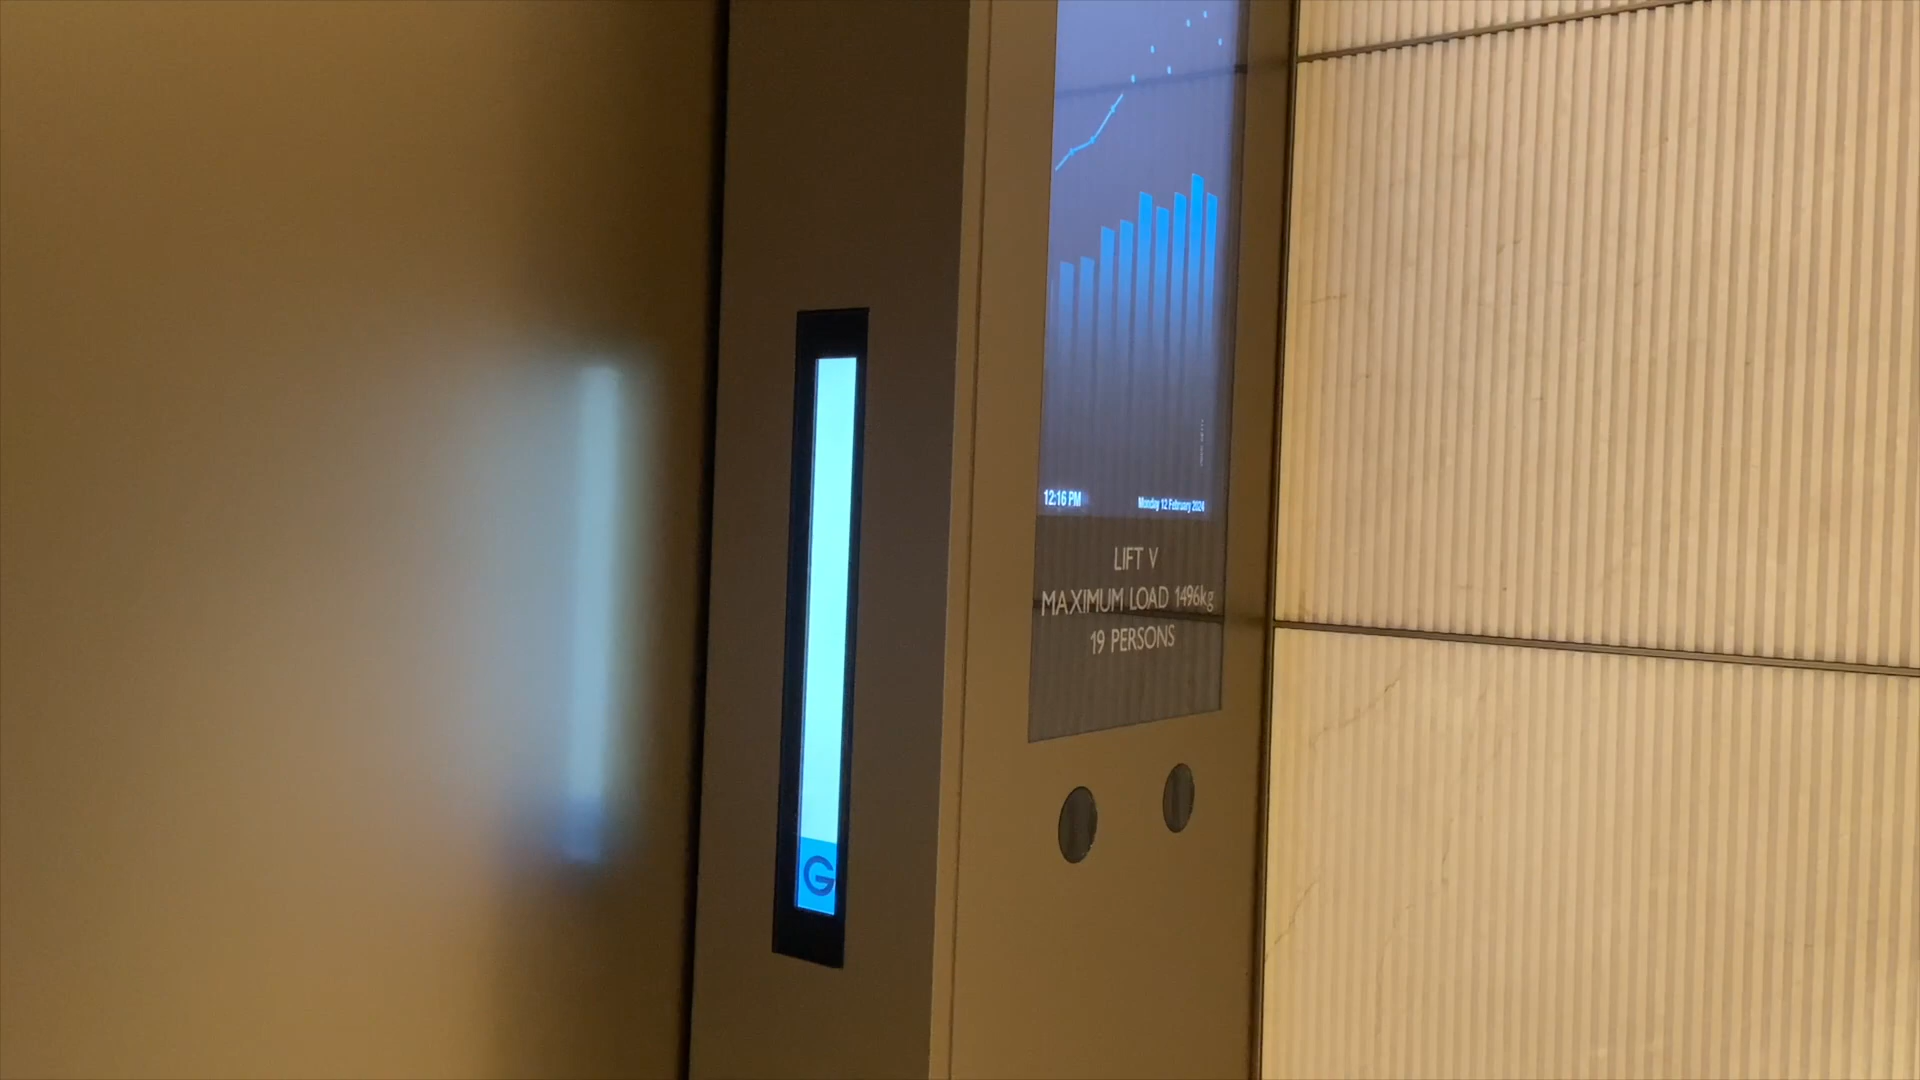 12:16 PM
Monday 12 February 2024
LIFT V
MAXIMUM LOAD 1496kg
19 PERSONS
G